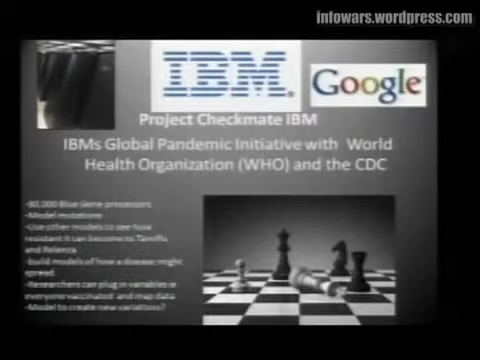 infowars.wordpress.com
IBM
Google
Project Checkmate IBM
IBMs Global Pandemic Initiative with World
Health Organization (WHO) and the CDC
-80,000 Blue Gene processors
-Model mutations
-Use other models to see how
resistant it can become to Tamiflu
and Relenza
-build models of how a disease might
spread
-Researchers can plug in variables ie
everyone vaccinated and map data
-Model to create new variations?